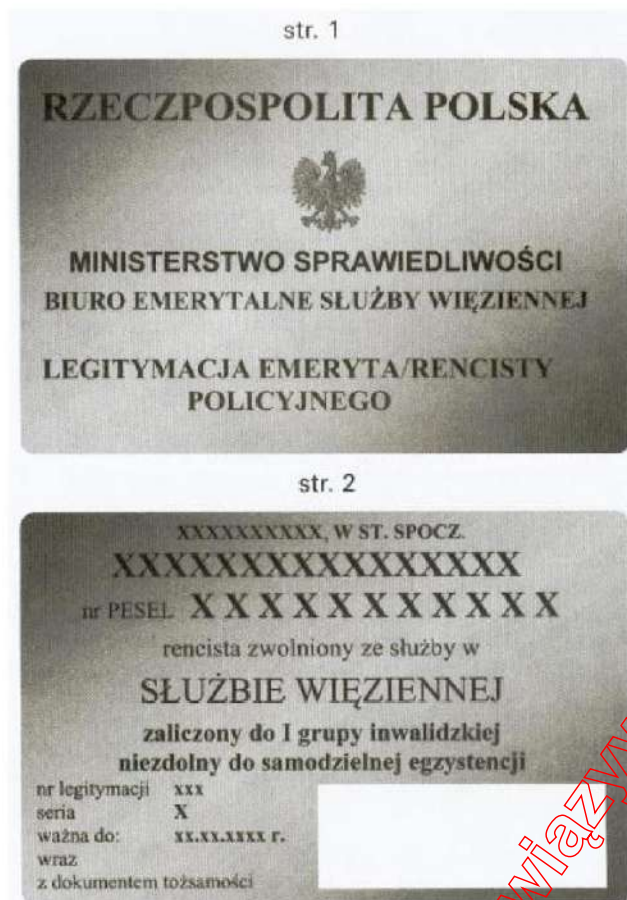 str. 1
RZECZPOSPOLITA POLSKA
MINISTERSTWO SPRAWIEDLIWOŚCI
BIURO EMERYTALNE SŁUŻBY WIĘZIENNEJ
LEGITYMACJA EMERYTA/RENCISTY
POLICYJNEGO
str. 2
XXXXXXXXXX, W ST. SPOCZ.
XXXXXXXXXXXXXXXXX
nr PESEL X X X X X X X X X X X
rencista zwolniony ze służby w
SŁUŻBIE WIĘZIENNEJ
zaliczony do I grupy inwalidzkiej
niezdolny do samodzielnej egzystencji
nr legitymacji xxx
seria X
ważna do: xx.xx.xxxx r.
wraz
z dokumentem tożsamości